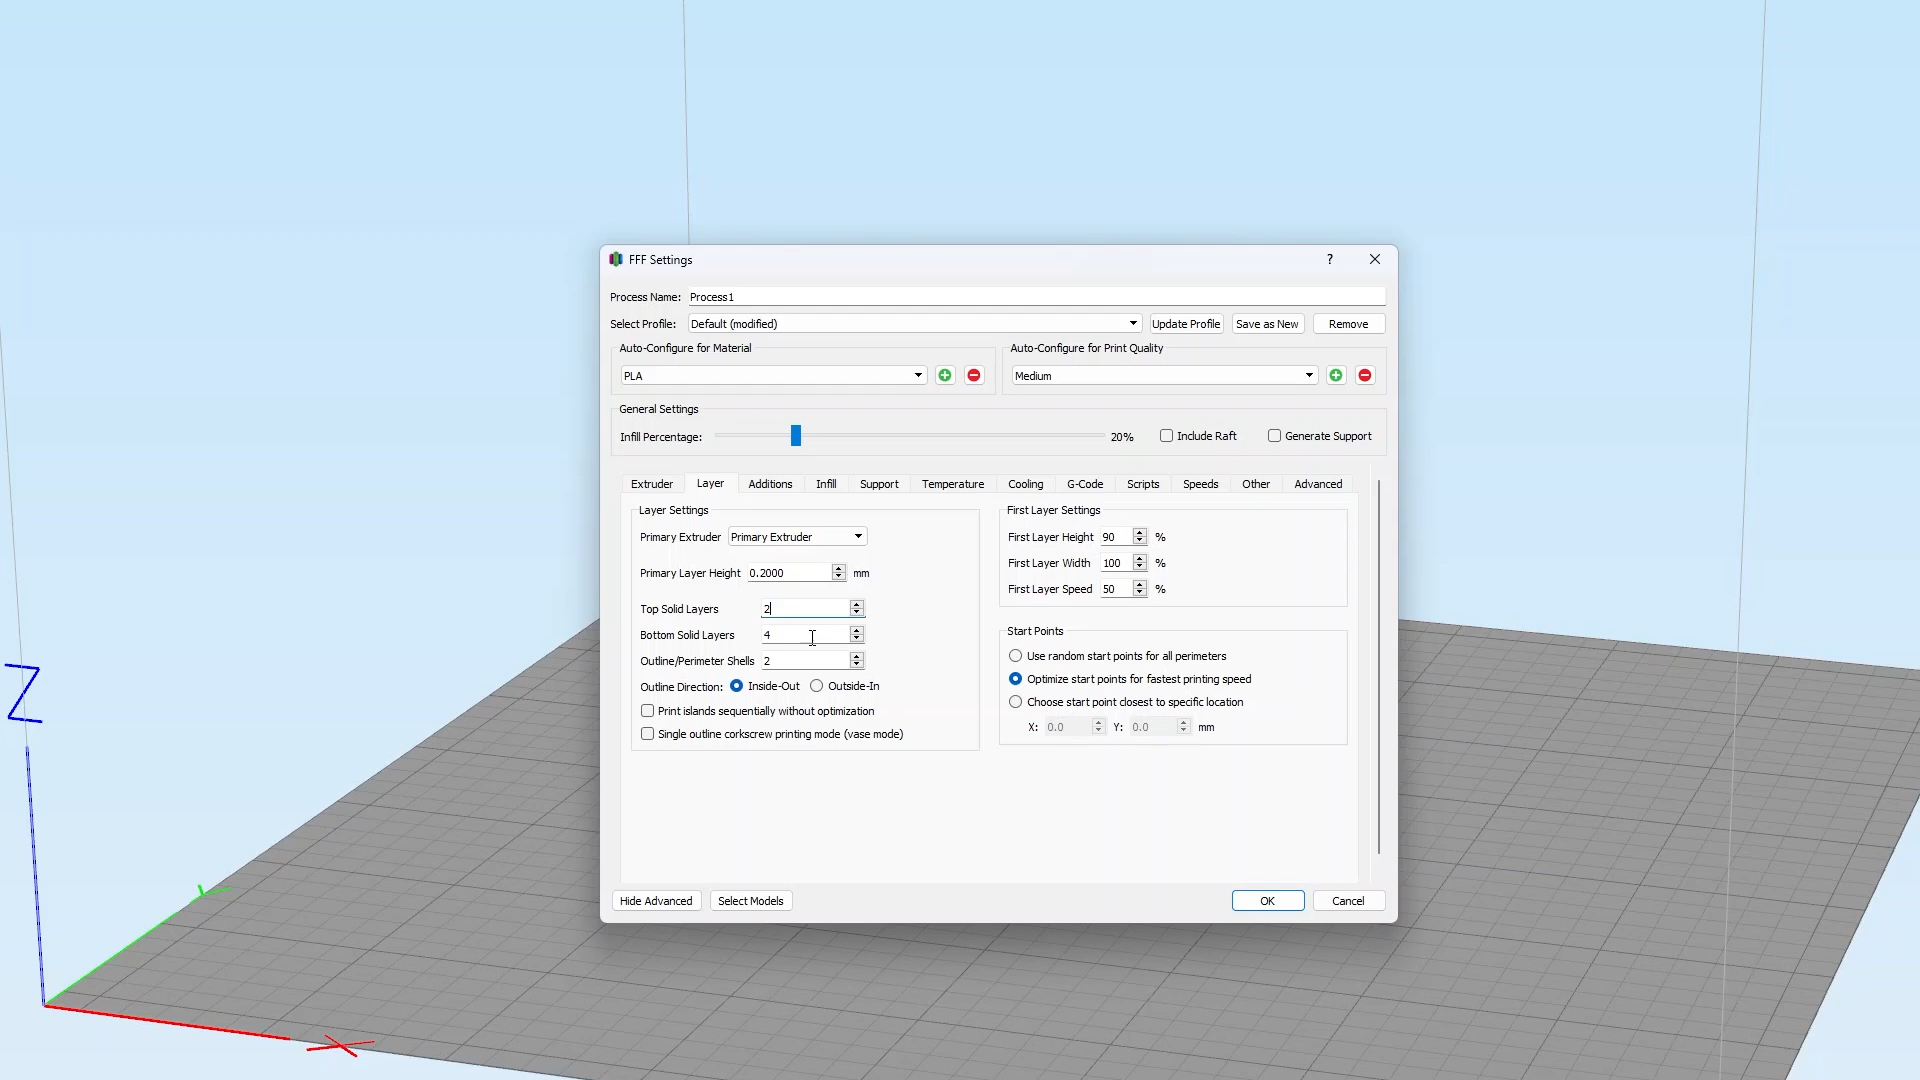 FFF Settings
?
Process Name: Process1
Select Profile: Default (modified) Update Profile Save as New Remove
Auto-Configure for Material Auto-Configure for Print Quality
PLA Medium
General Settings
Infill Percentage: 20% Include Raft Generate Support
Extruder Layer Additions Infill Support Temperature Cooling G-Code Scripts Speeds Other Advanced
Layer Settings
Primary Extruder Primary Extruder
Primary Layer Height 0.2000 mm
Top Solid Layers 2
Bottom Solid Layers 4
Outline/Perimeter Shells 2
Outline Direction: Inside-Out Outside-In
Print islands sequentially without optimization
Single outline corkscrew printing mode (vase mode)
First Layer Settings
First Layer Height 90 %
First Layer Width 100 %
First Layer Speed 50 %
Start Points
Use random start points for all perimeters
Optimize start points for fastest printing speed
Choose start point closest to specific location
X: 0.0 Y: 0.0 mm
Hide Advanced Select Models OK Cancel
Z
Y
X